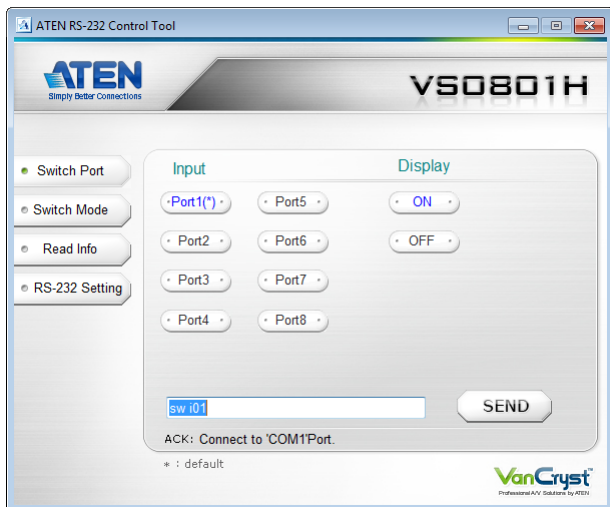 ATEN RS-232 Control Tool
ATEN
Simply Better Connections
VS0801H
Switch Port
Switch Mode
Read Info
RS-232 Setting
Input
Display
Port1(*)
Port5
ON
Port2
Port6
OFF
Port3
Port7
Port4
Port8
sw i01
SEND
ACK: Connect to 'COM1'Port.
* : default
VanCryst™
Professional A/V Solutions by ATEN